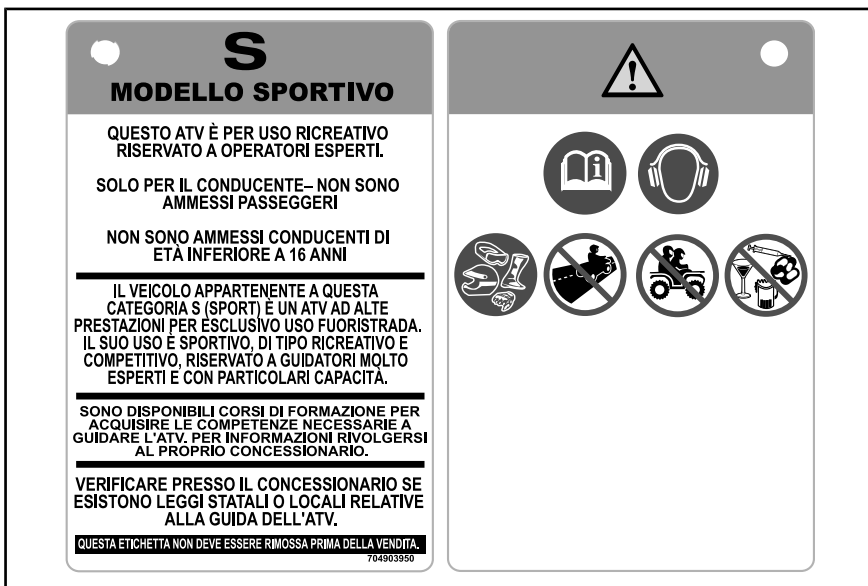 S
MODELLO SPORTIVO
QUESTO ATV È PER USO RICREATIVO
RISERVATO A OPERATORI ESPERTI.
SOLO PER IL CONDUCENTE– NON SONO
AMMESSI PASSEGGERI
NON SONO AMMESSI CONDUCENTI DI
ETÀ INFERIORE A 16 ANNI
IL VEICOLO APPARTENENTE A QUESTA
CATEGORIA S (SPORT) È UN ATV AD ALTE
PRESTAZIONI PER ESCLUSIVO USO FUORISTRADA.
IL SUO USO È SPORTIVO, DI TIPO RICREATIVO E
COMPETITIVO, RISERVATO A GUIDATORI MOLTO
ESPERTI E CON PARTICOLARI CAPACITÀ.
SONO DISPONIBILI CORSI DI FORMAZIONE PER
ACQUISIRE LE COMPETENZE NECESSARIE A
GUIDARE L'ATV. PER INFORMAZIONI RIVOLGERSI
AL PROPRIO CONCESSIONARIO.
VERIFICARE PRESSO IL CONCESSIONARIO SE
ESISTONO LEGGI STATALI O LOCALI RELATIVE
ALLA GUIDA DELL'ATV.
QUESTA ETICHETTA NON DEVE ESSERE RIMOSSA PRIMA DELLA VENDITA.
704903950